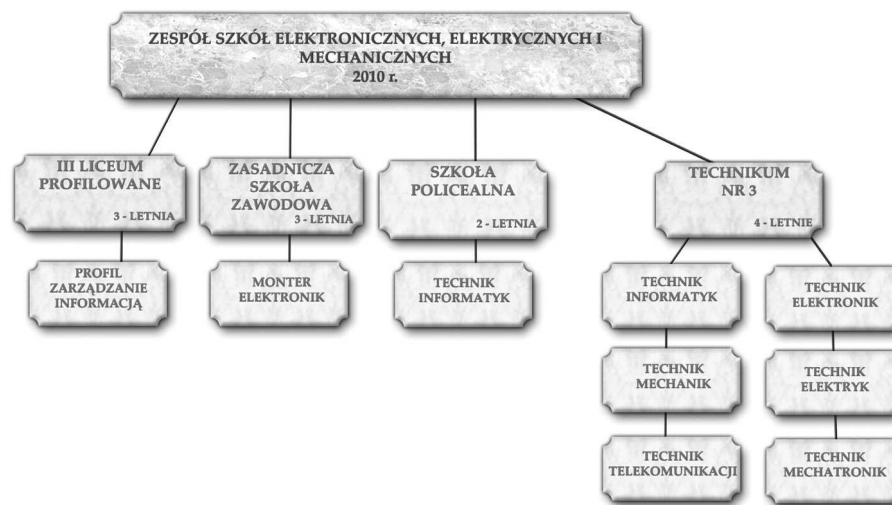 ZESPÓŁ SZKÓŁ ELEKTRONICZNYCH, ELEKTRYCZNYCH I
MECHANICZNYCH
2010 r.
III LICEUM
PROFILOWANE
3 - LETNIA
ZASADNICZA
SZKOŁA
ZAWODOWA
3 - LETNIA
SZKOŁA
POLICEALNA
2 - LETNIA
TECHNIKUM
NR 3
4 - LETNIE
PROFIL
ZARZĄDZANIE
INFORMACJĄ
MONTER
ELEKTRONIK
TECHNIK
INFORMATYK
TECHNIK
INFORMATYK
TECHNIK
ELEKTRONIK
TECHNIK
MECHANIK
TECHNIK
ELEKTRYK
TECHNIK
TELEKOMUNIKACJI
TECHNIK
MECHATRONIK